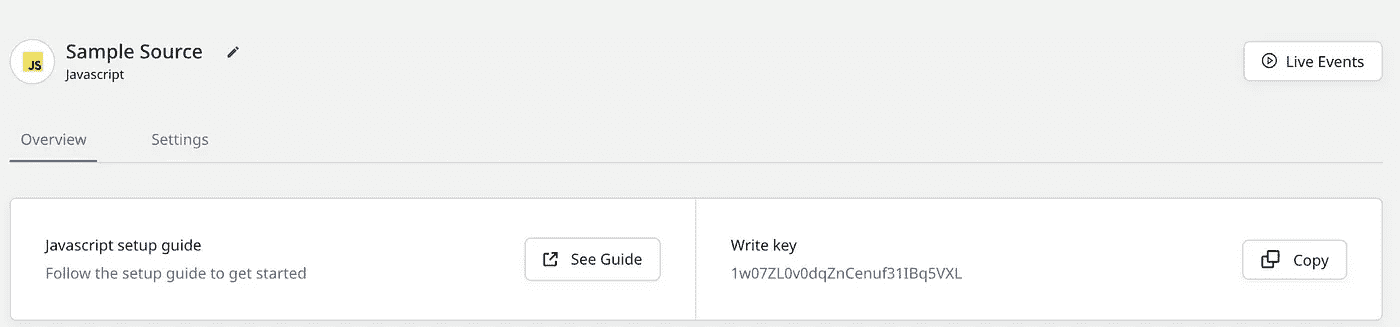 JS
Sample Source
Javascript
Live Events
Overview
Settings
Javascript setup guide
Follow the setup guide to get started
See Guide
Write key
1w07ZL0v0dqZnCenuf31IBq5VXL
Copy